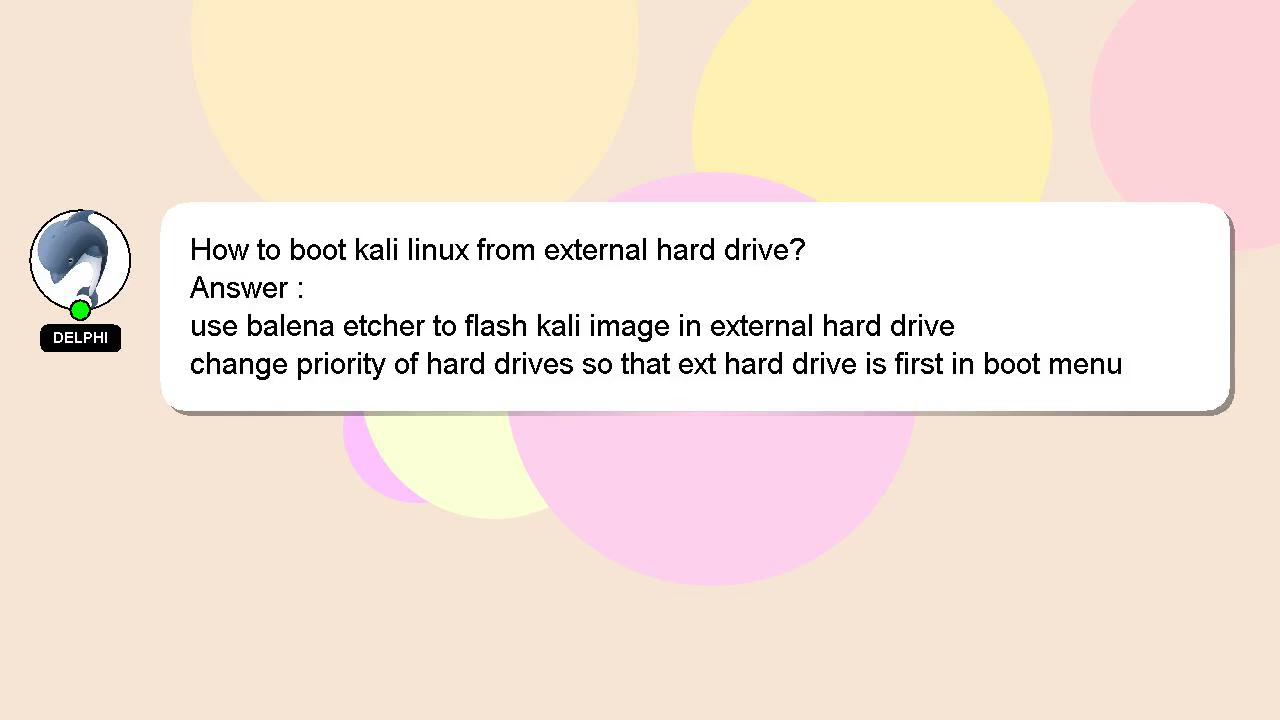 How to boot kali linux from external hard drive?
Answer :
use balena etcher to flash kali image in external hard drive
change priority of hard drives so that ext hard drive is first in boot menu
DELPHI